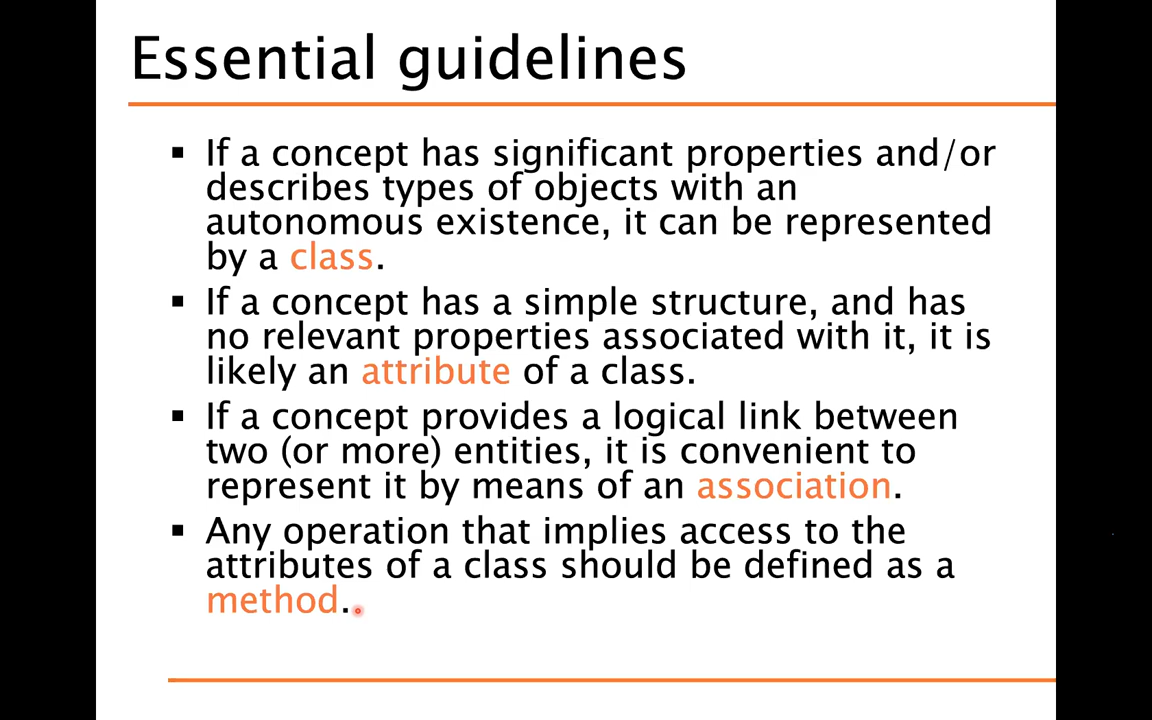 Essential guidelines
▪ If a concept has significant properties and/or
describes types of objects with an
autonomous existence, it can be represented
by a class.
▪ If a concept has a simple structure, and has
no relevant properties associated with it, it is
likely an attribute of a class.
▪ If a concept provides a logical link between
two (or more) entities, it is convenient to
represent it by means of an association.
▪ Any operation that implies access to the
attributes of a class should be defined as a
method.